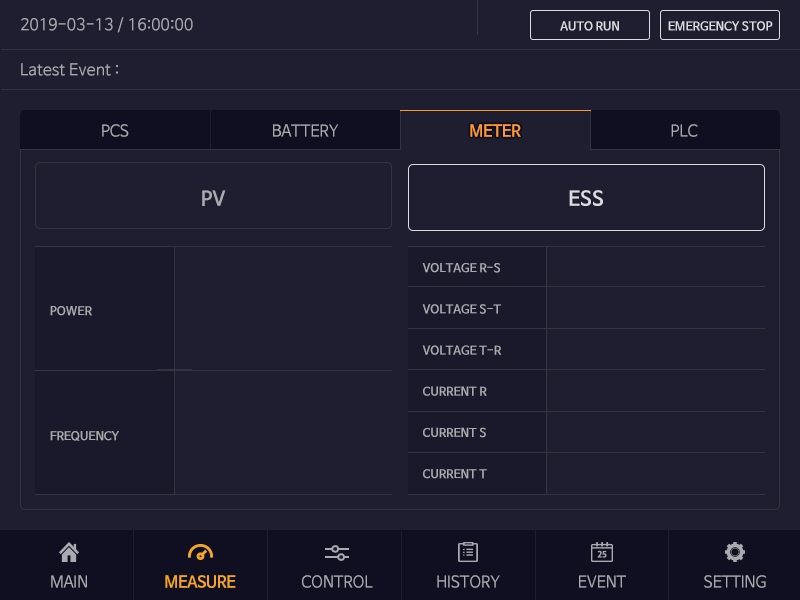 2019-03-13 / 16:00:00
AUTO RUN
EMERGENCY STOP
Latest Event :
PCS
BATTERY
METER
PLC
PV
ESS
POWER
FREQUENCY
VOLTAGE R-S
VOLTAGE S-T
VOLTAGE T-R
CURRENT R
CURRENT S
CURRENT T
25
MAIN
MEASURE
CONTROL
HISTORY
EVENT
SETTING